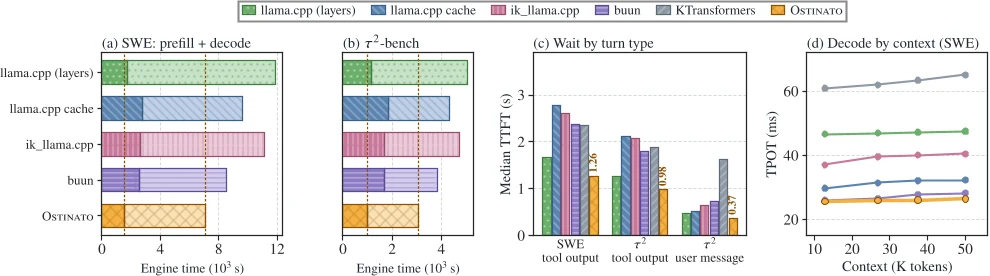 llama.cpp (layers) llama.cpp cache ik_llama.cpp buun KTransformers OSTINATO
(a) SWE: prefill + decode
llama.cpp (layers)
llama.cpp cache
ik_llama.cpp
buun
OSTINATO
0 4 8 12
Engine time (10³ s)
(b) τ²-bench
0 2 4
Engine time (10³ s)
(c) Wait by turn type
Median TTFT (s)
3
2
1
0
1.26
0.98
0.37
SWE
tool output
τ²
tool output
τ²
user message
(d) Decode by context (SWE)
TPOT (ms)
60
40
20
10 20 30 40 50
Context (K tokens)